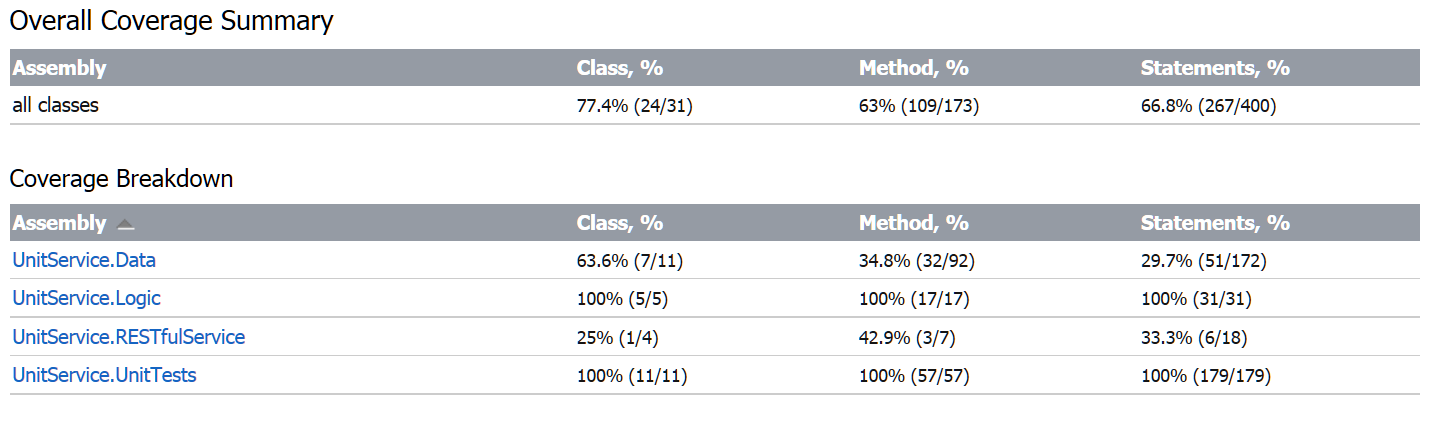 Overall Coverage Summary
Assembly Class, % Method, % Statements, %
all classes 77.4% (24/31) 63% (109/173) 66.8% (267/400)
Coverage Breakdown
Assembly Class, % Method, % Statements, %
UnitService.Data 63.6% (7/11) 34.8% (32/92) 29.7% (51/172)
UnitService.Logic 100% (5/5) 100% (17/17) 100% (31/31)
UnitService.RESTfulService 25% (1/4) 42.9% (3/7) 33.3% (6/18)
UnitService.UnitTests 100% (11/11) 100% (57/57) 100% (179/179)